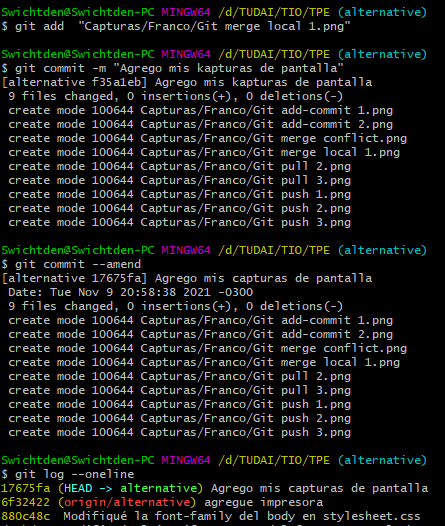 Swichtden@Swichtden-PC MINGW64 /d/TUDAI/TIO/TPE (alternative)
$ git add  "Capturas/Franco/Git merge local 1.png"
Swichtden@Swichtden-PC MINGW64 /d/TUDAI/TIO/TPE (alternative)
$ git commit -m "Agrego mis kapturas de pantalla"
[alternative f35a1eb] Agrego mis kapturas de pantalla
 9 files changed, 0 insertions(+), 0 deletions(-)
 create mode 100644 Capturas/Franco/Git add-commit 1.png
 create mode 100644 Capturas/Franco/Git add-commit 2.png
 create mode 100644 Capturas/Franco/Git merge conflict.png
 create mode 100644 Capturas/Franco/Git merge local 1.png
 create mode 100644 Capturas/Franco/Git pull 2.png
 create mode 100644 Capturas/Franco/Git pull 3.png
 create mode 100644 Capturas/Franco/Git push 1.png
 create mode 100644 Capturas/Franco/Git push 2.png
 create mode 100644 Capturas/Franco/Git push 3.png
Swichtden@Swichtden-PC MINGW64 /d/TUDAI/TIO/TPE (alternative)
$ git commit --amend
[alternative 17675fa] Agrego mis capturas de pantalla
 Date: Tue Nov 9 20:58:38 2021 -0300
 9 files changed, 0 insertions(+), 0 deletions(-)
 create mode 100644 Capturas/Franco/Git add-commit 1.png
 create mode 100644 Capturas/Franco/Git add-commit 2.png
 create mode 100644 Capturas/Franco/Git merge conflict.png
 create mode 100644 Capturas/Franco/Git merge local 1.png
 create mode 100644 Capturas/Franco/Git pull 2.png
 create mode 100644 Capturas/Franco/Git pull 3.png
 create mode 100644 Capturas/Franco/Git push 1.png
 create mode 100644 Capturas/Franco/Git push 2.png
 create mode 100644 Capturas/Franco/Git push 3.png
Swichtden@Swichtden-PC MINGW64 /d/TUDAI/TIO/TPE (alternative)
$ git log --oneline
17675fa (HEAD -> alternative) Agrego mis capturas de pantalla
6f32422 (origin/alternative) agregue impresora
880c48c  Modifiqué la font-family del body en stylesheet.css